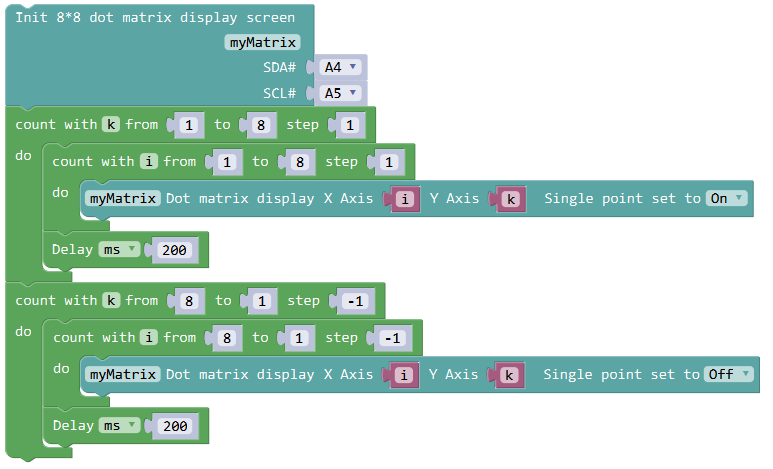 Init 8*8 dot matrix display screen
myMatrix
SDA# A4
SCL# A5
count with k from 1 to 8 step 1
do count with i from 1 to 8 step 1
do myMatrix Dot matrix display X Axis i Y Axis k Single point set to On
Delay ms 200
count with k from 8 to 1 step -1
do count with i from 8 to 1 step -1
do myMatrix Dot matrix display X Axis i Y Axis k Single point set to Off
Delay ms 200